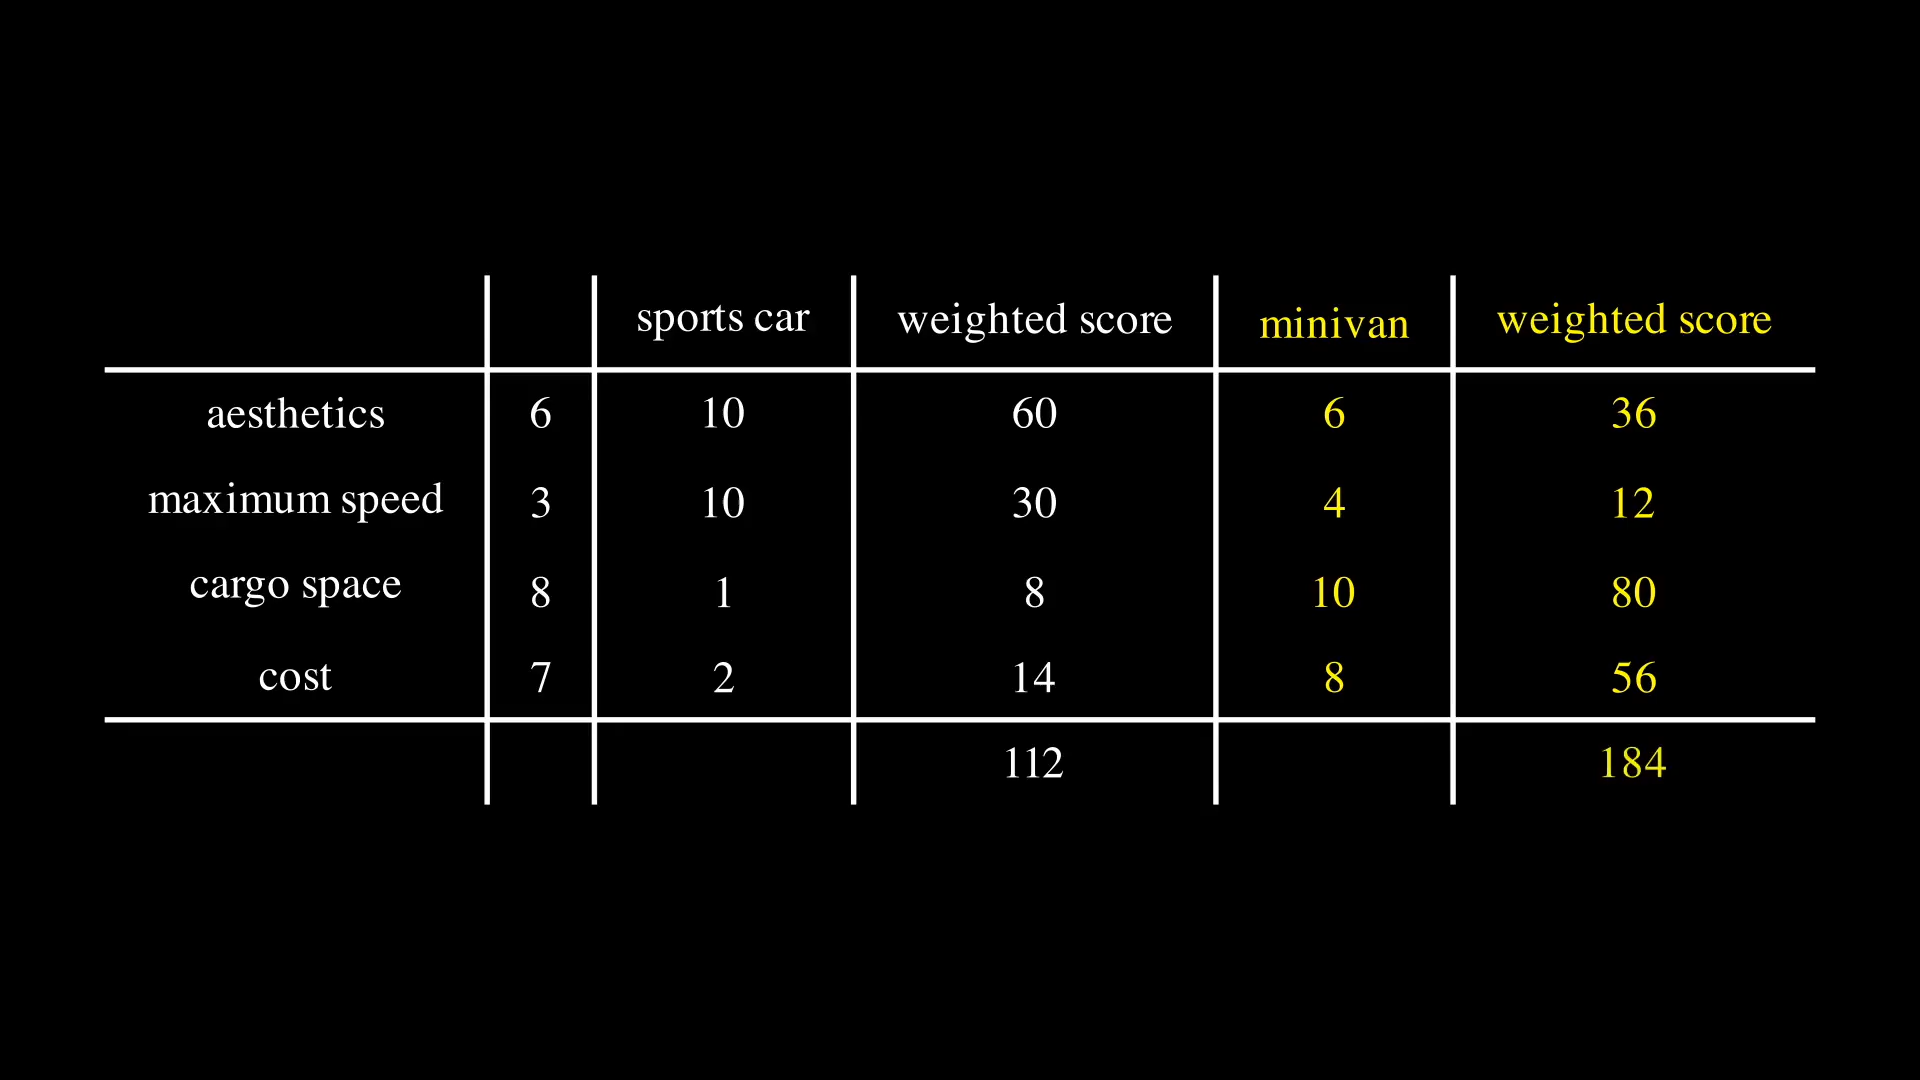 sports car weighted score minivan weighted score
aesthetics 6 10 60 6 36
maximum speed 3 10 30 4 12
cargo space 8 1 8 10 80
cost 7 2 14 8 56
112 184